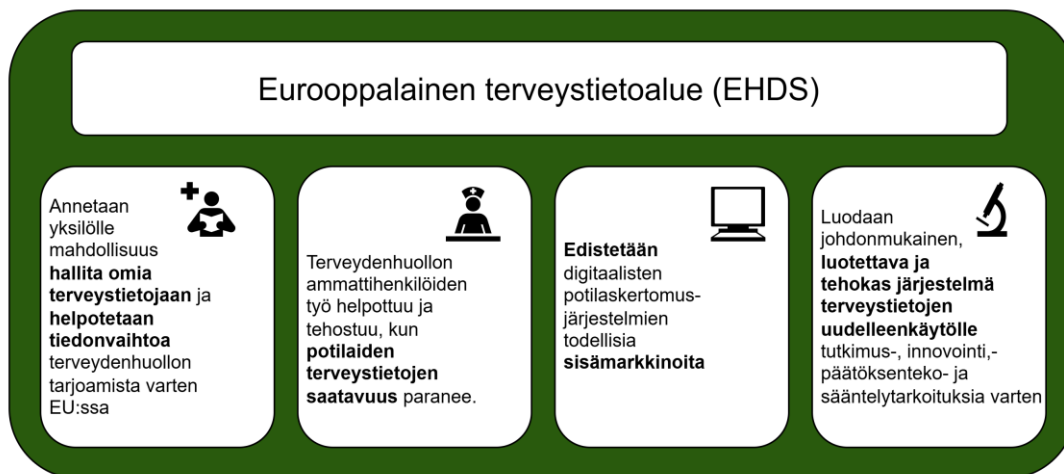 Eurooppalainen terveystietoalue (EHDS)
Annetaan
yksilölle
mahdollisuus
hallita omia
terveystietojaan ja
helpotetaan
tiedonvaihtoa
terveydenhuollon
tarjoamista varten
EU:ssa
Terveydenhuollon
ammattihenkilöiden
työ helpottuu ja
tehostuu, kun
potilaiden
terveystietojen
saatavuus paranee.
Edistetään
digitaalisten
potilaskertomus-
järjestelmien
todellisia
sisämarkkinoita
Luodaan
johdonmukainen,
luotettava ja
tehokas järjestelmä
terveystietojen
uudelleenkäytölle
tutkimus-, innovointi,-
päätöksenteko- ja
sääntelytarkoituksia varten